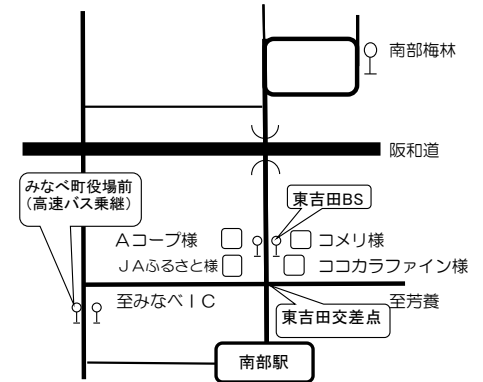 南部梅林
阪和道
みなべ町役場前
(高速バス乗継)
東吉田BS
Aコープ様
コメリ様
JAふるさと様
ココカラファイン様
至みなべIC
至芳養
東吉田交差点
南部駅